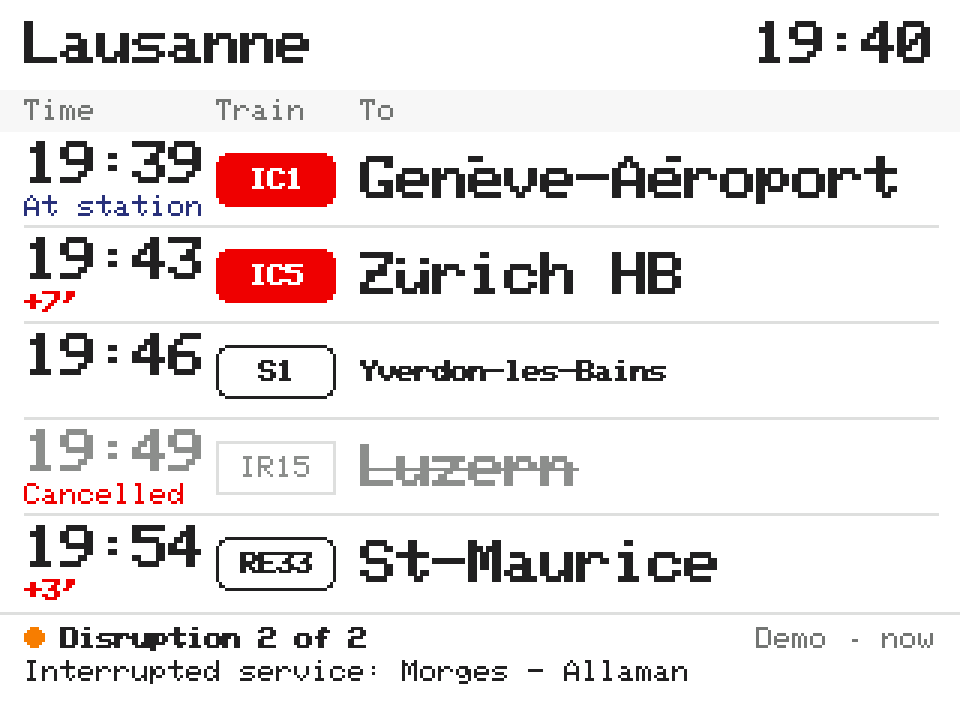 Lausanne 19:40
Time Train To
19:39 IC1 Genève-Aéroport
At station
19:43 IC5 Zürich HB
+7’
19:46 S1 Yverdon-les-Bains
19:49 IR15 Luzern
Cancelled
19:54 RE33 St-Maurice
+3’
Disruption 2 of 2 Demo - now
Interrupted service: Morges - Allaman